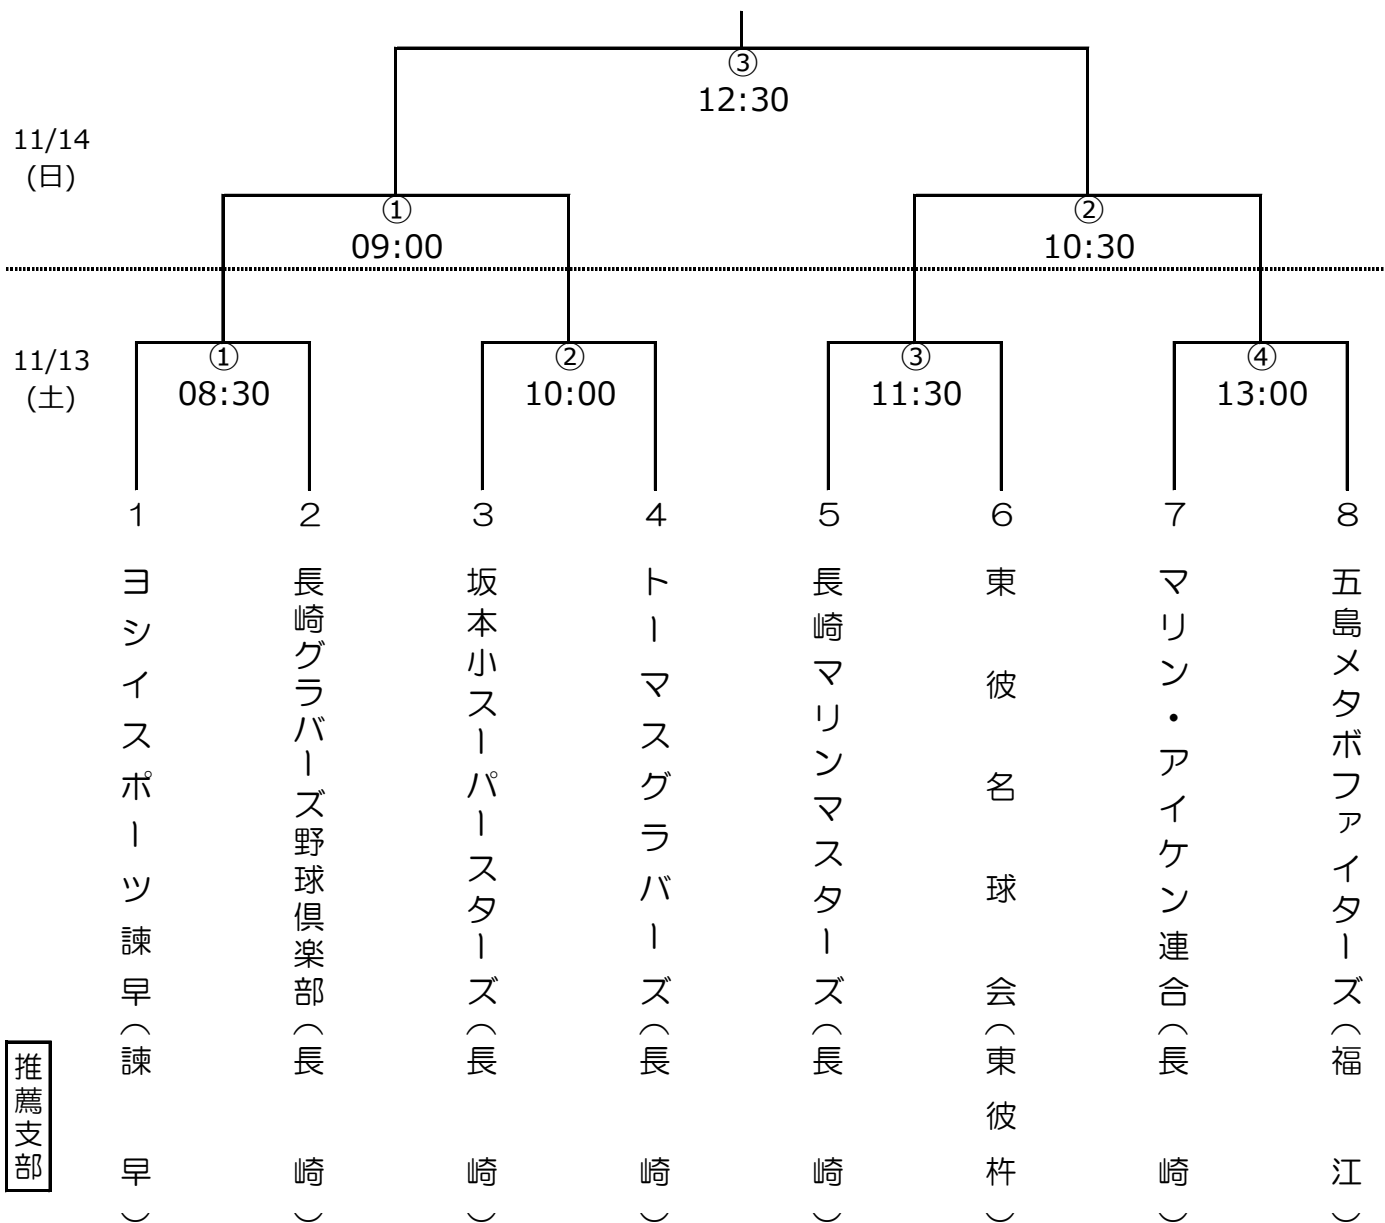 ③
12:30
11/14
(日)
①
09:00
②
10:30
11/13
(土)
①
08:30
②
10:00
③
11:30
④
13:00
1
2
3
4
5
6
7
8
ヨシイスポーツ諫早(諫早)
長崎グラバーズ野球倶楽部(長崎)
坂本小スーパースターズ(長崎)
トーマスグラバーズ(長崎)
長崎マリンマスターズ(長崎)
東彼名球会(東彼杵)
マリン・アイケン連合(長崎)
五島メタボファイターズ(福江)
推薦支部